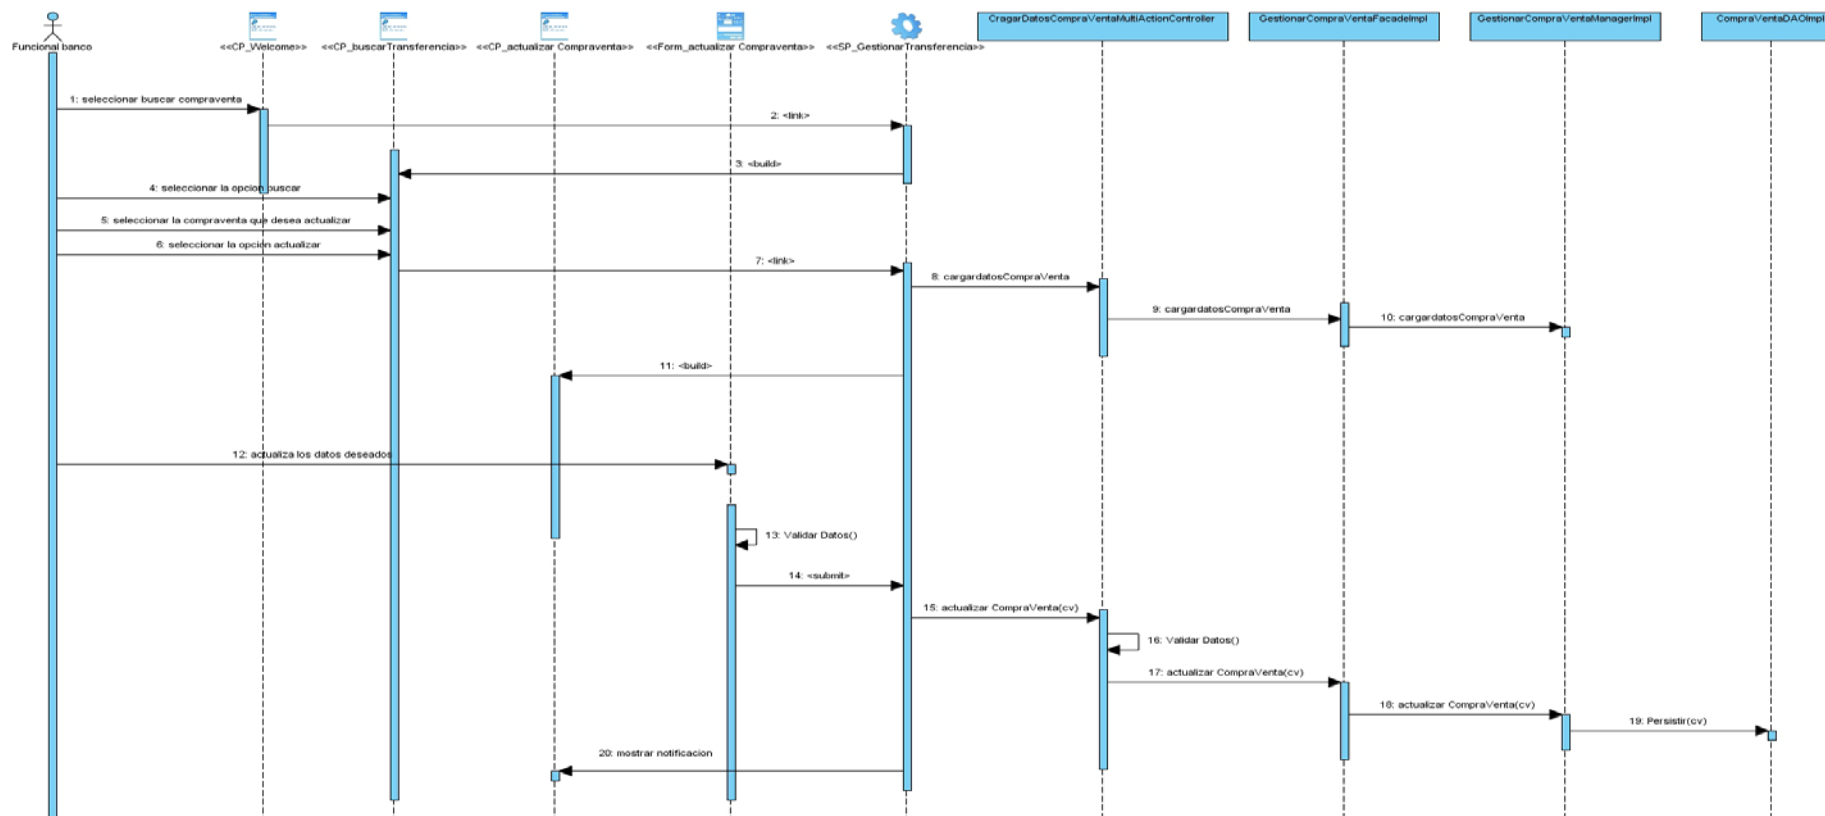 CragarDatosCompraVentaMultiActionController
GestionarCompraVentaFacadeImpl
GestionarCompraVentaManagerImpl
CompraVentaDAOImpl
Funcional banco
<<CP_Welcome>>
<<CP_buscarTransferencia>>
<<CP_actualizar Compraventa>>
<<Form_actualizar Compraventa>>
<<SP_GestionarTransferencia>>
1: seleccionar buscar compraventa
2: <link>
3: <build>
4: seleccionar la opcion buscar
5: seleccionar la compraventa que desea actualizar
6: seleccionar la opción actualizar
7: <link>
8: cargardatosCompraVenta
9: cargardatosCompraVenta
10: cargardatosCompraVenta
11: <build>
12: actualiza los datos deseados
13: Validar Datos()
14: <submit>
15: actualizar CompraVenta(cv)
16: Validar Datos()
17: actualizar CompraVenta(cv)
18: actualizar CompraVenta(cv)
19: Persistir(cv)
20: mostrar notificacion